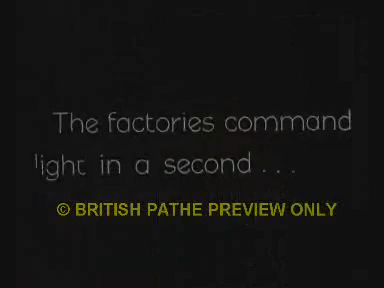 The factories command
light in a second . . .
© BRITISH PATHE PREVIEW ONLY